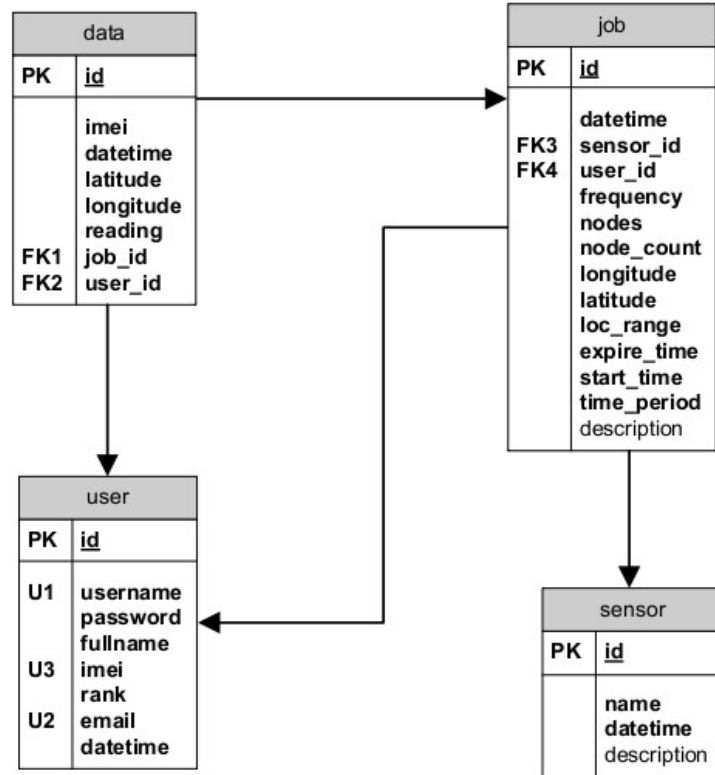 data
PK id
imei
datetime
latitude
longitude
reading
FK1 job_id
FK2 user_id
job
PK id
datetime
FK3 sensor_id
FK4 user_id
frequency
nodes
node_count
longitude
latitude
loc_range
expire_time
start_time
time_period
description
user
PK id
U1 username
password
fullname
U3 imei
rank
U2 email
datetime
sensor
PK id
name
datetime
description